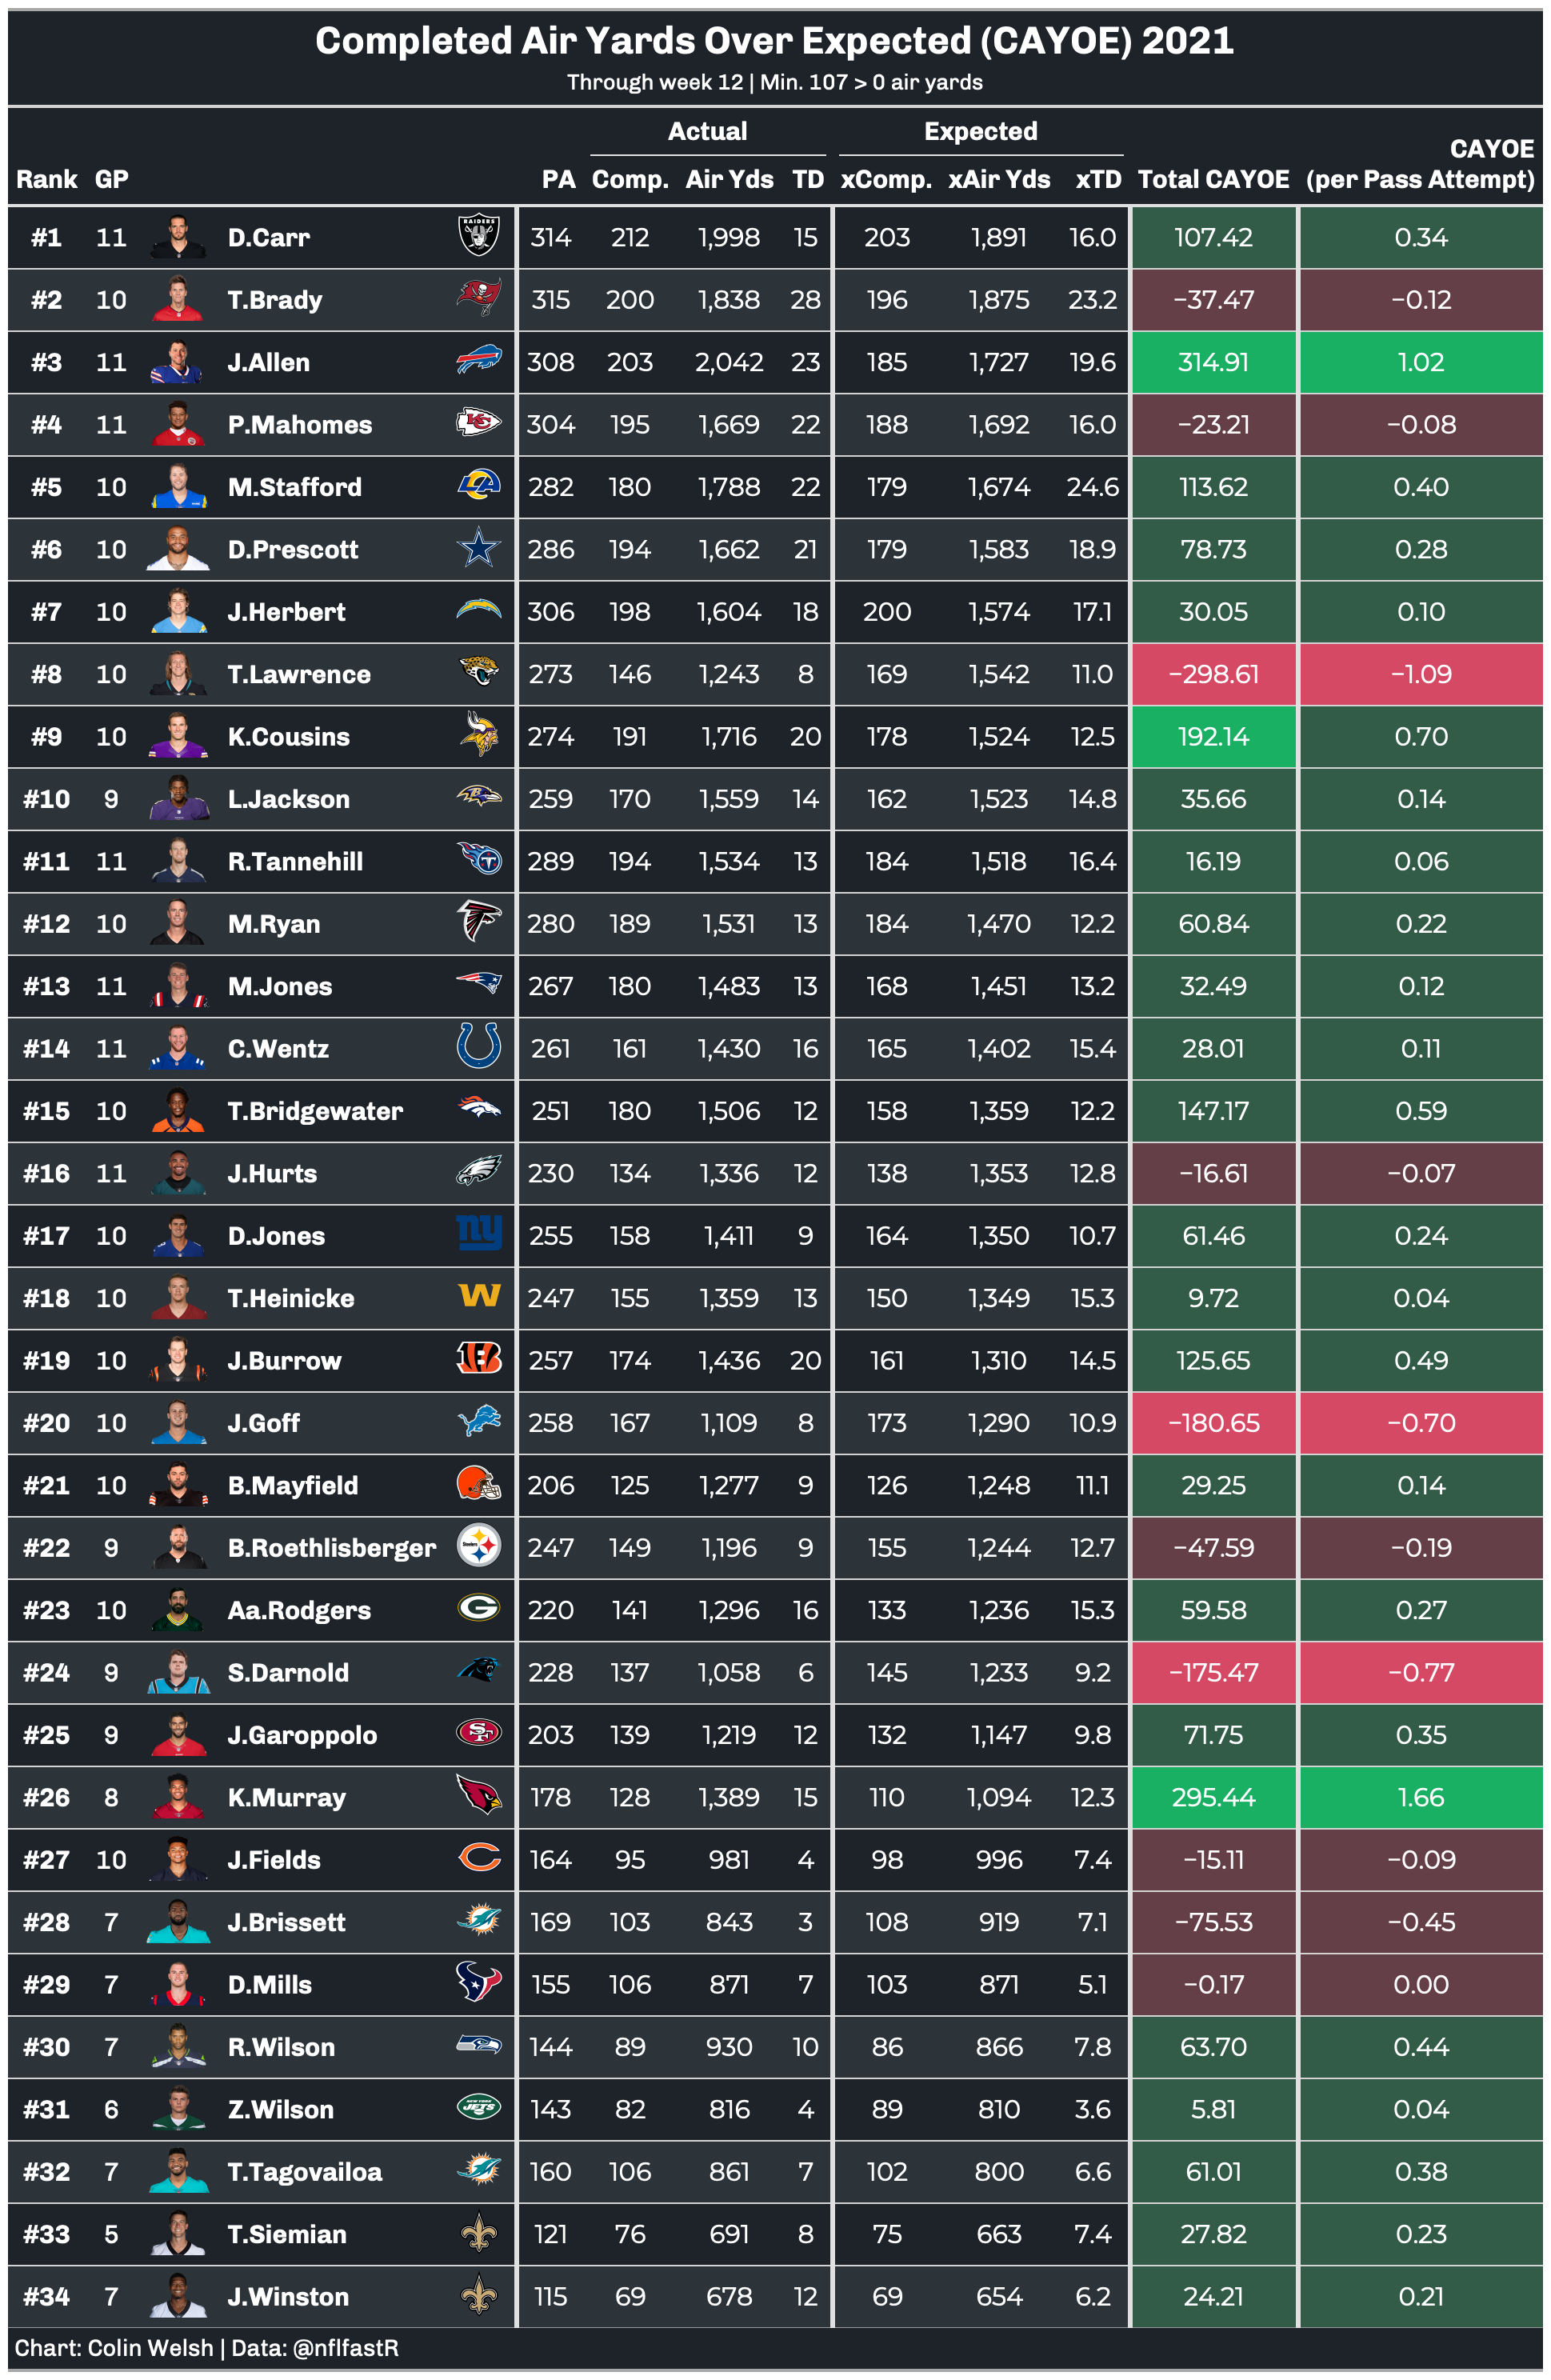 Completed Air Yards Over Expected (CAYOE) 2021
Through week 12 | Min. 107 > 0 air yards
Actual Expected CAYOE
Rank GP PA Comp. Air Yds TD xComp. xAir Yds xTD Total CAYOE (per Pass Attempt)
#1 11 D.Carr RAIDERS 314 212 1,998 15 203 1,891 16.0 107.42 0.34
#2 10 T.Brady 315 200 1,838 28 196 1,875 23.2 −37.47 −0.12
#3 11 J.Allen 308 203 2,042 23 185 1,727 19.6 314.91 1.02
#4 11 P.Mahomes KC 304 195 1,669 22 188 1,692 16.0 −23.21 −0.08
#5 10 M.Stafford LA 282 180 1,788 22 179 1,674 24.6 113.62 0.40
#6 10 D.Prescott 286 194 1,662 21 179 1,583 18.9 78.73 0.28
#7 10 J.Herbert 306 198 1,604 18 200 1,574 17.1 30.05 0.10
#8 10 T.Lawrence 273 146 1,243 8 169 1,542 11.0 −298.61 −1.09
#9 10 K.Cousins 274 191 1,716 20 178 1,524 12.5 192.14 0.70
#10 9 L.Jackson 259 170 1,559 14 162 1,523 14.8 35.66 0.14
#11 11 R.Tannehill T 289 194 1,534 13 184 1,518 16.4 16.19 0.06
#12 10 M.Ryan 280 189 1,531 13 184 1,470 12.2 60.84 0.22
#13 11 M.Jones 267 180 1,483 13 168 1,451 13.2 32.49 0.12
#14 11 C.Wentz 261 161 1,430 16 165 1,402 15.4 28.01 0.11
#15 10 T.Bridgewater 251 180 1,506 12 158 1,359 12.2 147.17 0.59
#16 11 J.Hurts 230 134 1,336 12 138 1,353 12.8 −16.61 −0.07
#17 10 D.Jones ny 255 158 1,411 9 164 1,350 10.7 61.46 0.24
#18 10 T.Heinicke W 247 155 1,359 13 150 1,349 15.3 9.72 0.04
#19 10 J.Burrow B 257 174 1,436 20 161 1,310 14.5 125.65 0.49
#20 10 J.Goff 258 167 1,109 8 173 1,290 10.9 −180.65 −0.70
#21 10 B.Mayfield 206 125 1,277 9 126 1,248 11.1 29.25 0.14
#22 9 B.Roethlisberger Steelers 247 149 1,196 9 155 1,244 12.7 −47.59 −0.19
#23 10 Aa.Rodgers G 220 141 1,296 16 133 1,236 15.3 59.58 0.27
#24 9 S.Darnold 228 137 1,058 6 145 1,233 9.2 −175.47 −0.77
#25 9 J.Garoppolo SF 203 139 1,219 12 132 1,147 9.8 71.75 0.35
#26 8 K.Murray 178 128 1,389 15 110 1,094 12.3 295.44 1.66
#27 10 J.Fields C 164 95 981 4 98 996 7.4 −15.11 −0.09
#28 7 J.Brissett 169 103 843 3 108 919 7.1 −75.53 −0.45
#29 7 D.Mills 155 106 871 7 103 871 5.1 −0.17 0.00
#30 7 R.Wilson 144 89 930 10 86 866 7.8 63.70 0.44
#31 6 Z.Wilson NEW YORK JETS 143 82 816 4 89 810 3.6 5.81 0.04
#32 7 T.Tagovailoa 160 106 861 7 102 800 6.6 61.01 0.38
#33 5 T.Siemian 121 76 691 8 75 663 7.4 27.82 0.23
#34 7 J.Winston 115 69 678 12 69 654 6.2 24.21 0.21
Chart: Colin Welsh | Data: @nflfastR